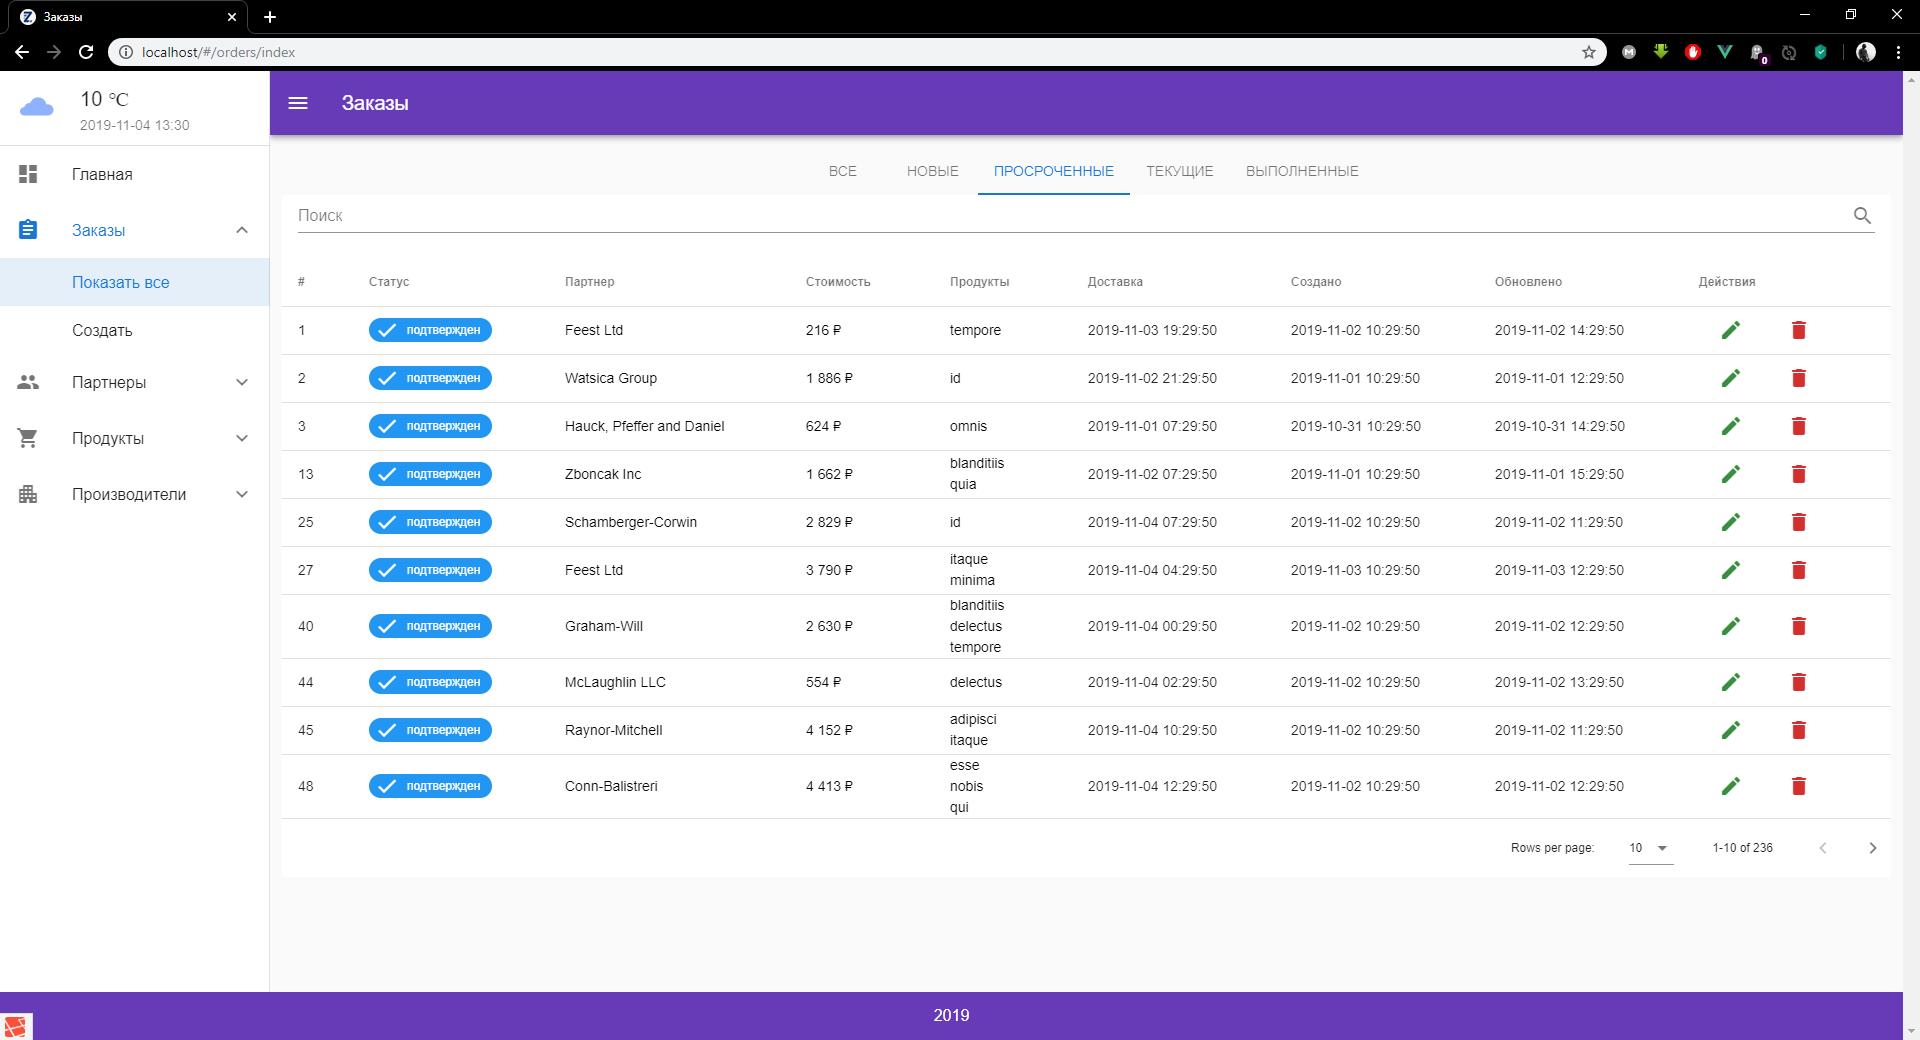 Заказы
localhost/#/orders/index
0
10 °C
2019-11-04 13:30
Главная
Заказы
Показать все
Создать
Партнеры
Продукты
Производители
Заказы
ВСЕ НОВЫЕ ПРОСРОЧЕННЫЕ ТЕКУЩИЕ ВЫПОЛНЕННЫЕ
Поиск
# Статус Партнер Стоимость Продукты Доставка Создано Обновлено Действия
1 подтвержден Feest Ltd 216 ₽ tempore 2019-11-03 19:29:50 2019-11-02 10:29:50 2019-11-02 14:29:50
2 подтвержден Watsica Group 1 886 ₽ id 2019-11-02 21:29:50 2019-11-01 10:29:50 2019-11-01 12:29:50
3 подтвержден Hauck, Pfeffer and Daniel 624 ₽ omnis 2019-11-01 07:29:50 2019-10-31 10:29:50 2019-10-31 14:29:50
13 подтвержден Zboncak Inc 1 662 ₽ blanditiis 2019-11-02 07:29:50 2019-11-01 10:29:50 2019-11-01 15:29:50
quia
25 подтвержден Schamberger-Corwin 2 829 ₽ id 2019-11-04 07:29:50 2019-11-02 10:29:50 2019-11-02 11:29:50
27 подтвержден Feest Ltd 3 790 ₽ itaque 2019-11-04 04:29:50 2019-11-03 10:29:50 2019-11-03 12:29:50
minima
blanditiis
40 подтвержден Graham-Will 2 630 ₽ delectus 2019-11-04 00:29:50 2019-11-02 10:29:50 2019-11-02 12:29:50
tempore
44 подтвержден McLaughlin LLC 554 ₽ delectus 2019-11-04 02:29:50 2019-11-02 10:29:50 2019-11-02 13:29:50
45 подтвержден Raynor-Mitchell 4 152 ₽ adipisci 2019-11-04 10:29:50 2019-11-02 10:29:50 2019-11-02 11:29:50
itaque
esse
48 подтвержден Conn-Balistreri 4 413 ₽ nobis 2019-11-04 12:29:50 2019-11-02 10:29:50 2019-11-02 12:29:50
qui
Rows per page: 10 1-10 of 236
2019